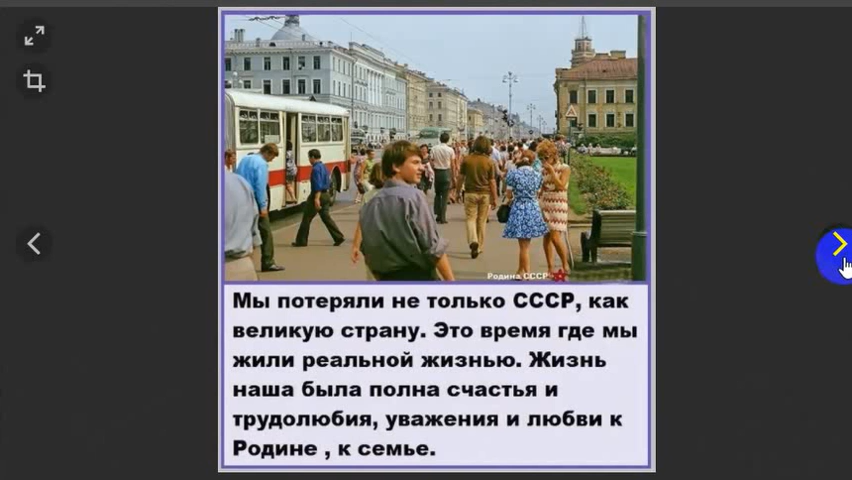 Родина СССР
Мы потеряли не только СССР, как
великую страну. Это время где мы
жили реальной жизнью. Жизнь
наша была полна счастья и
трудолюбия, уважения и любви к
Родине , к семье.